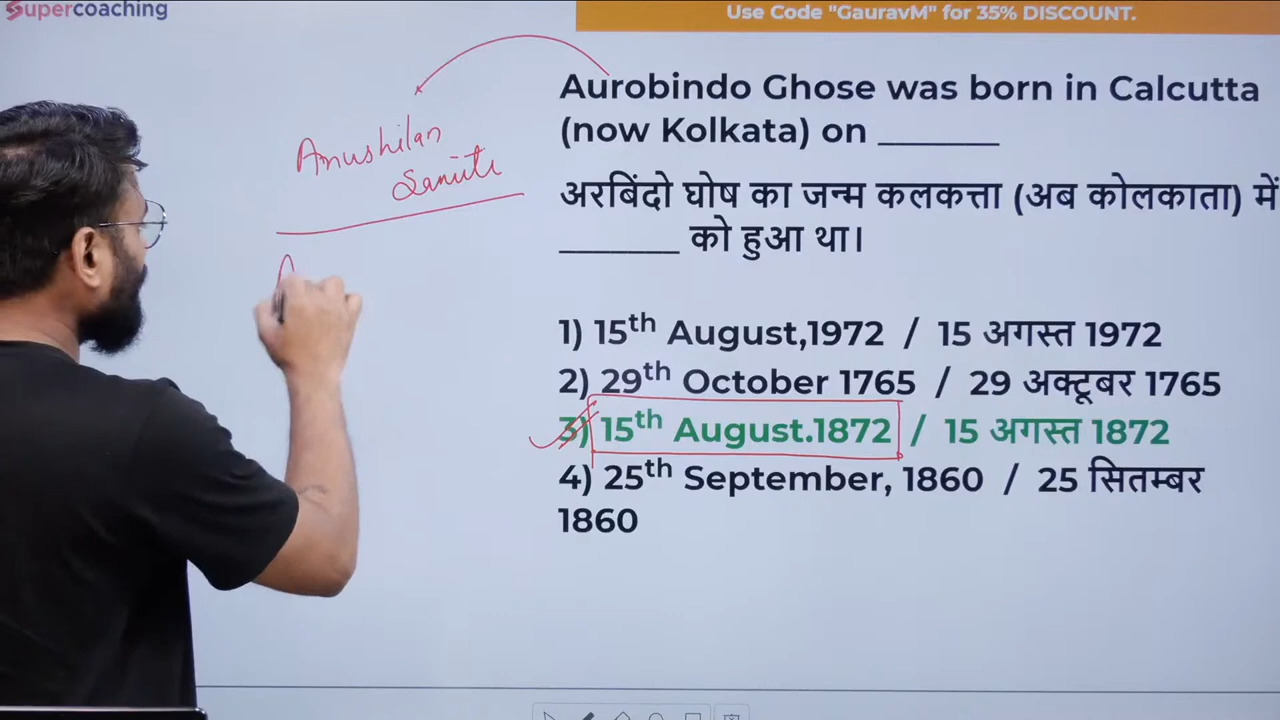 Supercoaching
Use Code "GauravM" for 35% DISCOUNT.
Anushilan
Samiti
Aurobindo Ghose was born in Calcutta
(now Kolkata) on ______
अरबिंदो घोष का जन्म कलकत्ता (अब कोलकाता) में
______ को हुआ था।
1) 15th August,1972 / 15 अगस्त 1972
2) 29th October 1765 / 29 अक्टूबर 1765
3) 15th August.1872 / 15 अगस्त 1872
4) 25th September, 1860 / 25 सितम्बर
1860